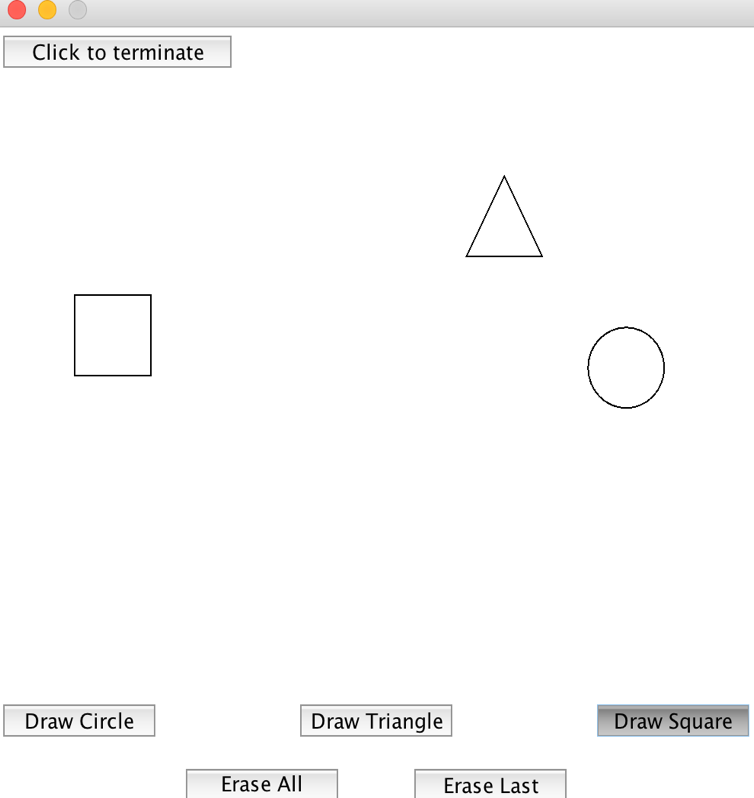 Click to terminate
Draw Circle
Draw Triangle
Draw Square
Erase All
Erase Last